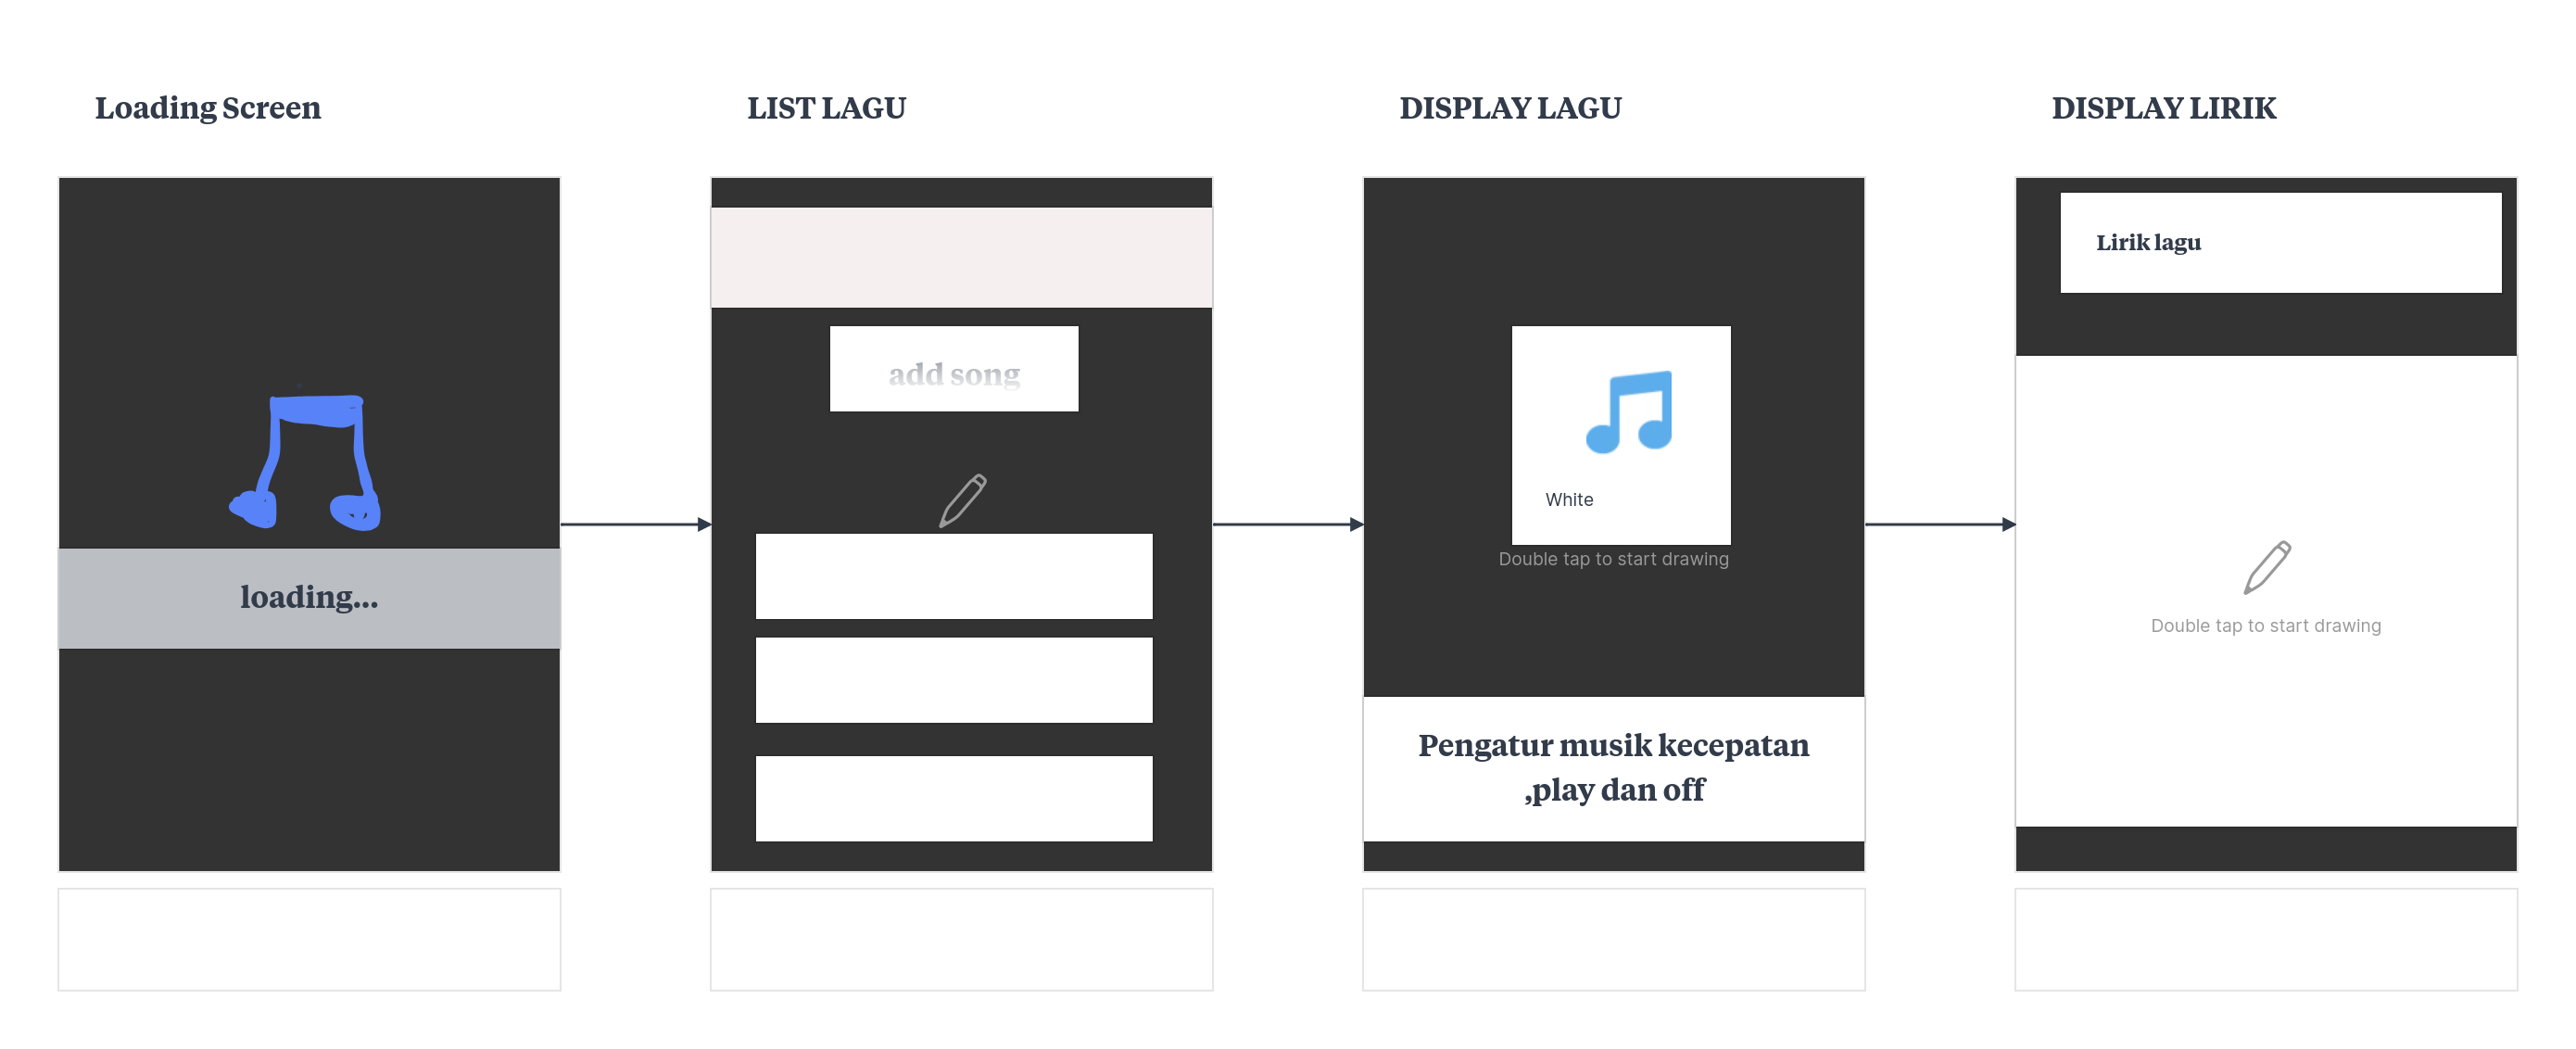 Loading Screen
LIST LAGU
DISPLAY LAGU
DISPLAY LIRIK
loading...
add song
White
Double tap to start drawing
Pengatur musik kecepatan
,play dan off
Lirik lagu
Double tap to start drawing